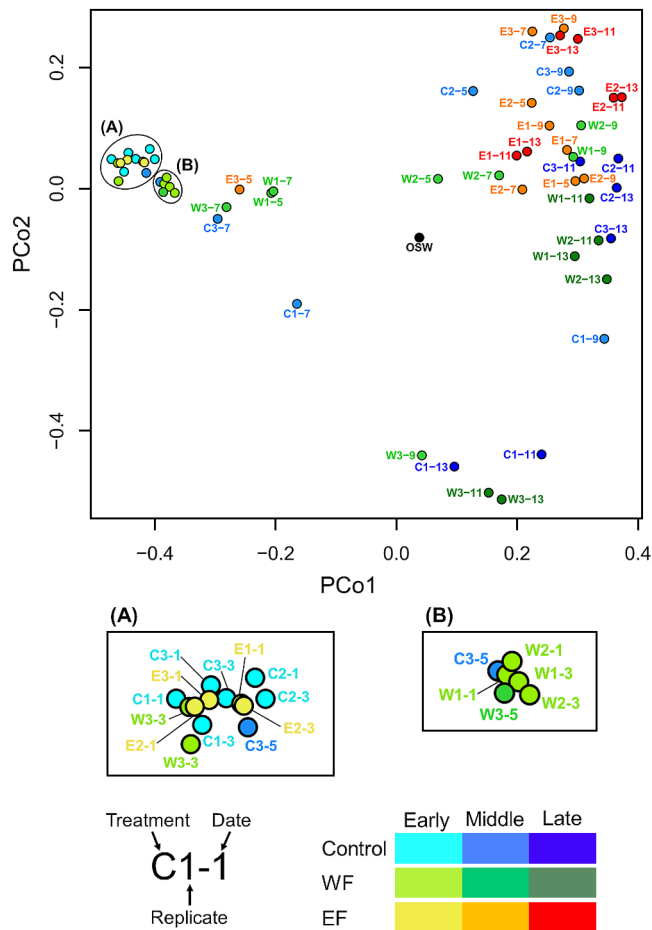 E3−9
E3−7
E3−11
C2−7
E3−13
C3−9
C2−5
C2−9
E2−13
E2−5
E2−11
E1−9
W2−9
E1−13
E1−7
E1−11
W1−9
C3−11
C2−11
W2−5
W2−7
E1−5
E2−9
E2−7
C2−13
W1−11
(A)
(B)
E3−5
W1−7
W1−5
W3−7
C3−7
OSW
C3−13
W2−11
W1−13
W2−13
C1−7
C1−9
W3−9
C1−13
C1−11
W3−11
W3−13
0.2
0.0
−0.2
−0.4
PCo2
−0.4
−0.2
0.0
0.2
0.4
PCo1
(A)
C3-1
E1-1
C3-3
E3-1
C2-1
C1-1
C2-3
W3-3
E2-1
C1-3
E2-3
W3-3
C3-5
(B)
W2-1
C3-5
W1-3
W1-1
W2-3
W3-5
Treatment
Date
C1-1
Replicate
Early
Middle
Late
Control
WF
EF